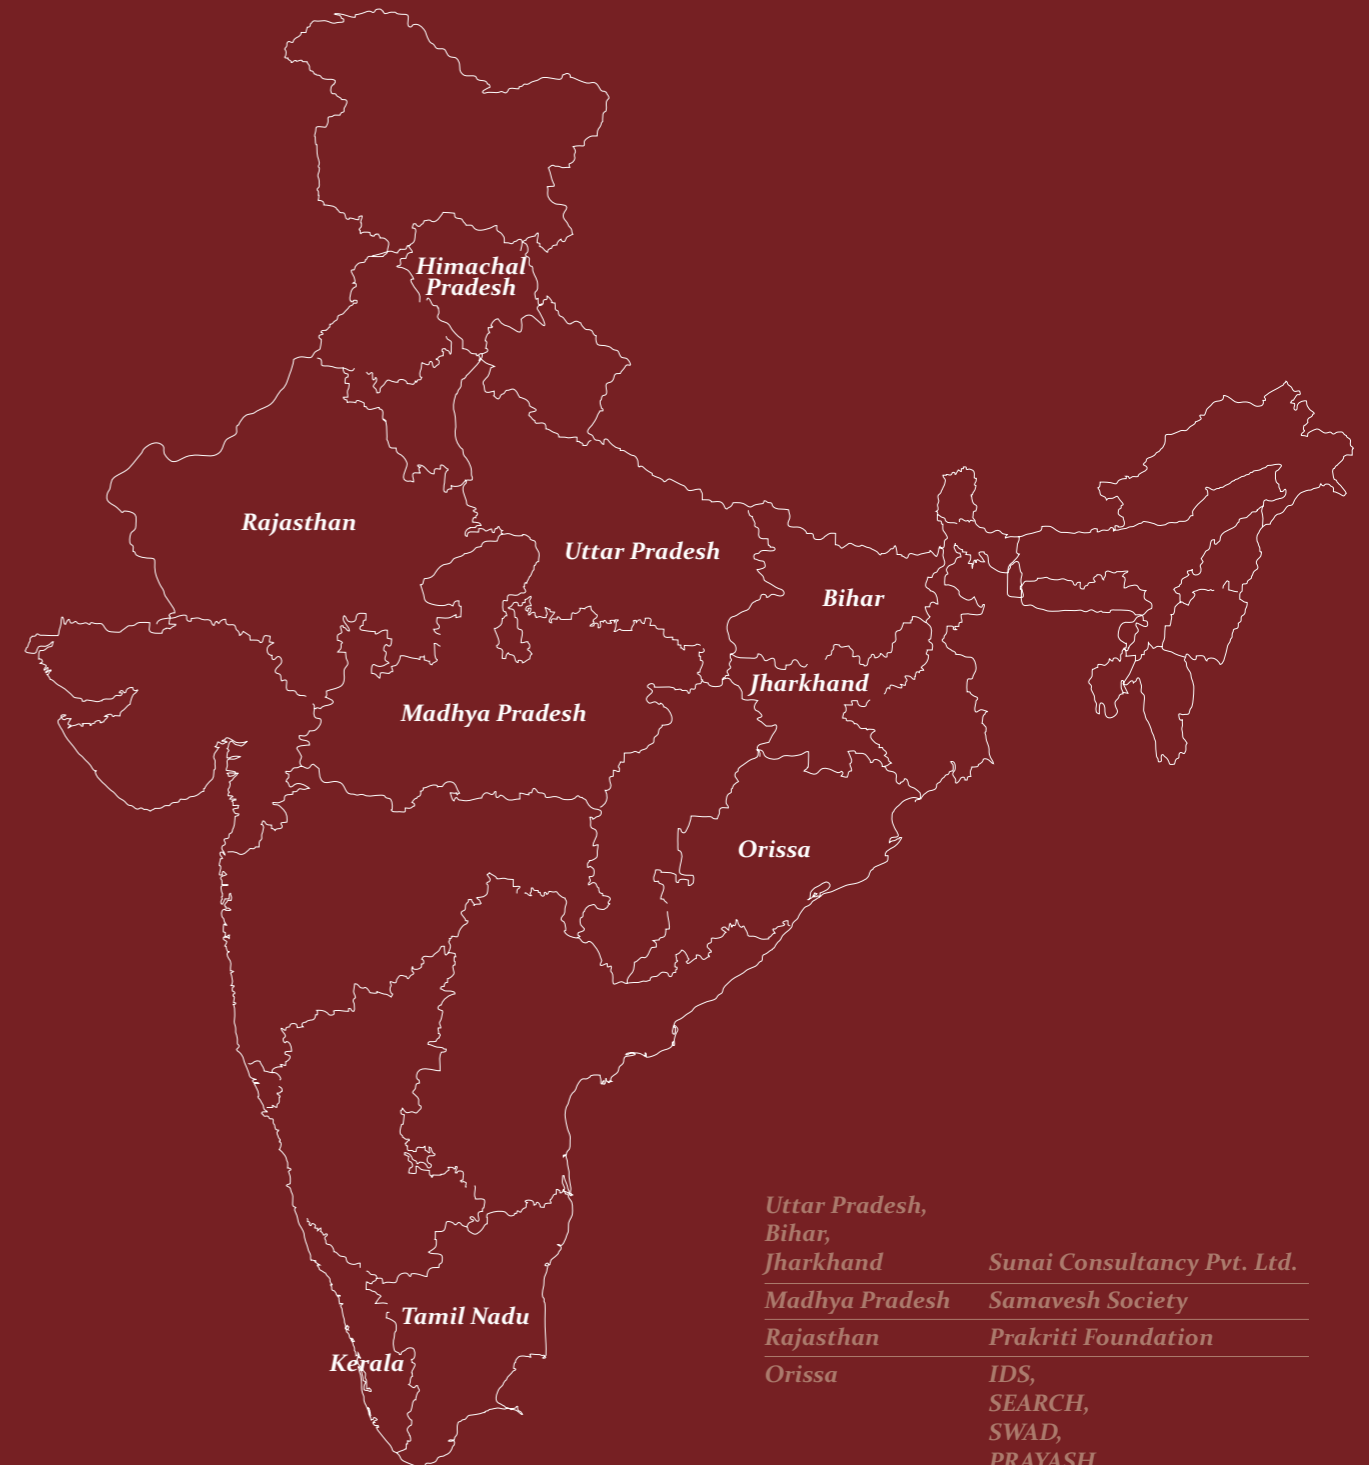 Himachal
Pradesh
Rajasthan
Uttar Pradesh
Bihar
Jharkhand
Madhya Pradesh
Orissa
Tamil Nadu
Kerala
Uttar Pradesh,
Bihar,
Jharkhand Sunai Consultancy Pvt. Ltd.
Madhya Pradesh Samavesh Society
Rajasthan Prakriti Foundation
Orissa IDS,
SEARCH,
SWAD,
PRAYASH